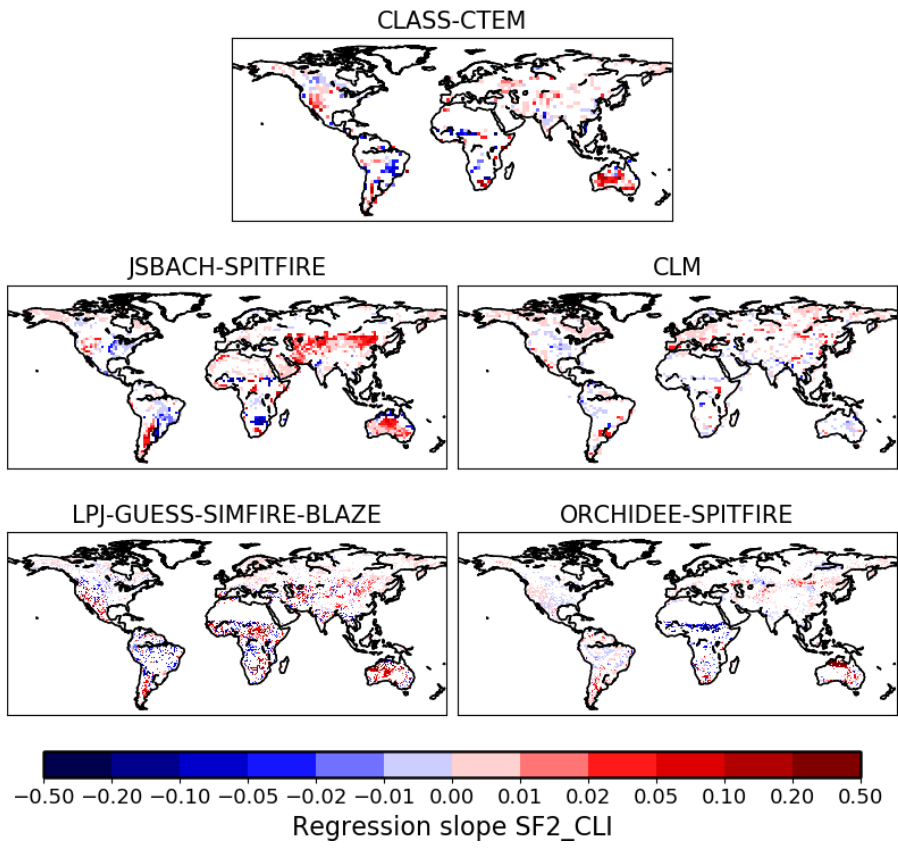 CLASS-CTEM
JSBACH-SPITFIRE CLM
LPJ-GUESS-SIMFIRE-BLAZE ORCHIDEE-SPITFIRE
−0.50 −0.20 −0.10 −0.05 −0.02 −0.01 0.00 0.01 0.02 0.05 0.10 0.20 0.50
Regression slope SF2_CLI